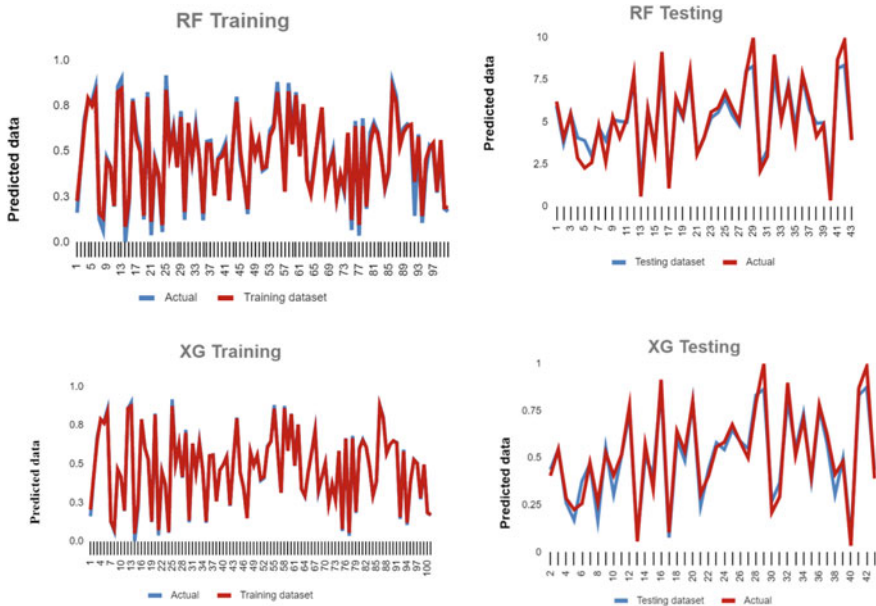 RF Training
Predicted data
1.0
0.8
0.5
0.3
0.0
1 5 9 13 17 21 25 29 33 37 41 45 49 53 57 61 65 69 73 77 81 85 89 93 97
Actual Training dataset
RF Testing
Predicted data
10
7.5
5
2.5
0
1 3 5 7 9 11 13 15 17 19 21 23 25 27 29 31 33 35 37 39 41 43
Testing dataset Actual
XG Training
Predicted data
1.0
0.8
0.5
0.3
0.0
1 4 7 10 13 16 19 22 25 28 31 34 37 40 43 46 49 52 55 58 61 64 67 70 73 76 79 82 85 88 91 94 97 100
Actual Training dataset
XG Testing
Predicted data
1
0.75
0.5
0.25
0
2 4 6 8 10 12 14 16 18 20 22 24 26 28 30 32 34 36 38 40 42
Testing dataset Actual